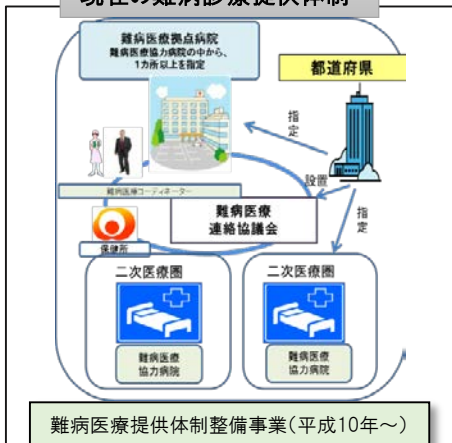 現在の難病診療提供体制
難病医療拠点病院
難病医療協力病院の中から、
1カ所以上を指定
都道府県
指定
設置
難病医療コーディネーター
難病医療
連絡協議会
指定
保健所
二次医療圏
二次医療圏
難病医療
協力病院
難病医療
協力病院
難病医療提供体制整備事業(平成10年~)